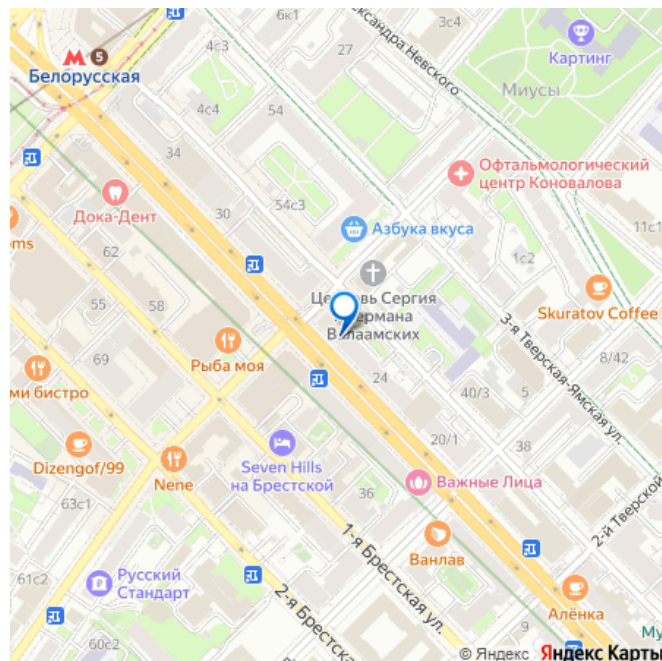 6к1
3с4
5
Белорусская
4с3
27
Александра Невского
Картинг
Миусы
4с4
54
34
Офтальмологический
центр Коновалова
Дока-Дент
54с3
30
Азбука вкуса
11с1
1с2
62
Церковь Сергия
и Германа
Валаамских
Skuratov Coffee
55
58
3-я Тверская-Ямская ул.
69
Рыба моя
8/42
24
ми бистро
40/3
5
20/1
38
Dizengof/99
Nene
Seven Hills
на Брестской
Важные Лица
36
63с1
2-й Тверской
Ванлав
1-я Брестская ул.
Русский
Стандарт
61с2
2-я Брестская
Алёнка
9
Му
60с2
© Яндекс Яндекс Карты